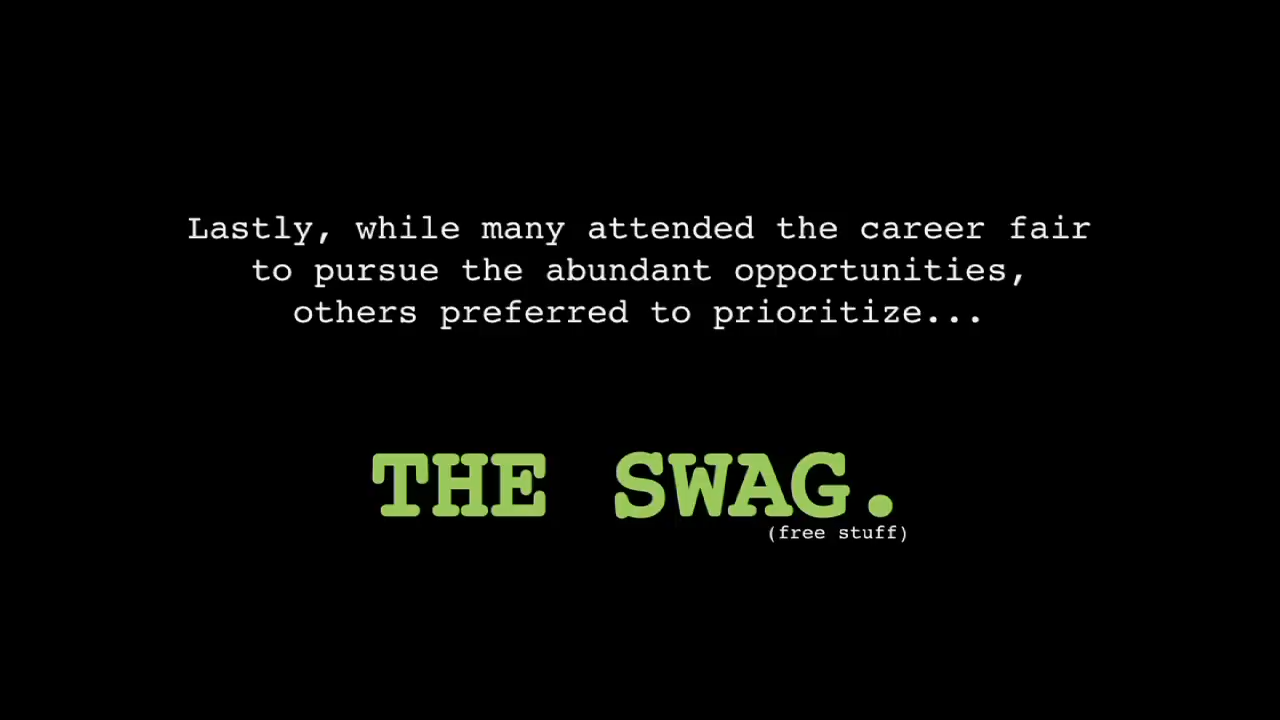 Lastly, while many attended the career fair
to pursue the abundant opportunities,
others preferred to prioritize...
THE SWAG.
(free stuff)